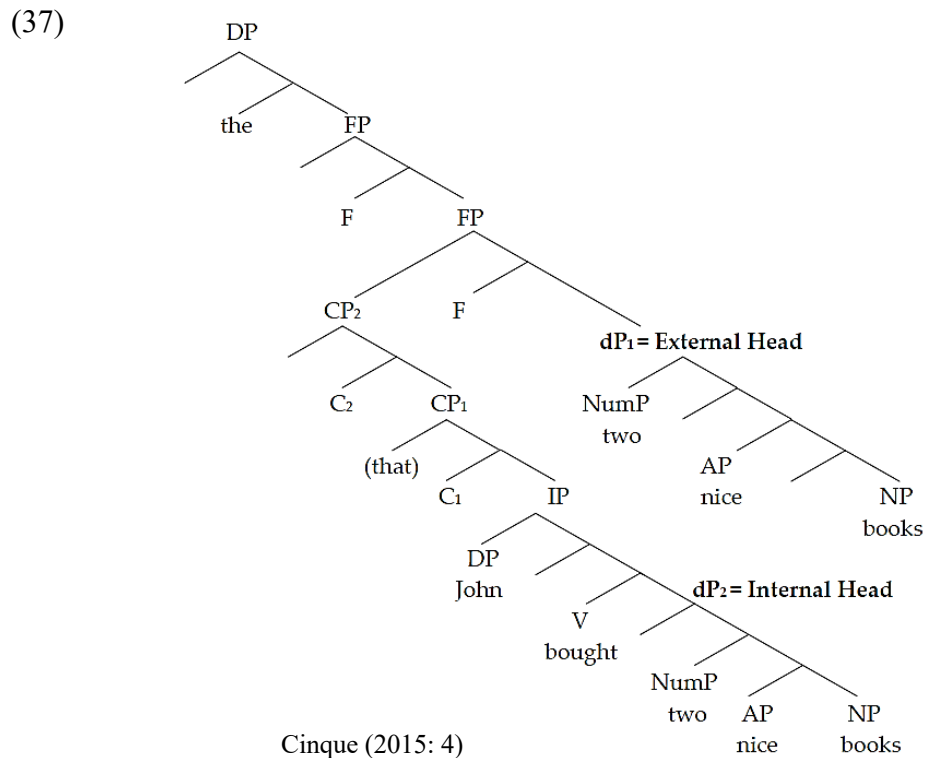 (37)
DP
the
FP
F
FP
CP₂
F
dP₁= External Head
C₂
CP₁
NumP
two
(that)
AP
nice
C₁
IP
NP
books
DP
John
dP₂= Internal Head
V
bought
NumP
two
AP
nice
NP
books
Cinque (2015: 4)